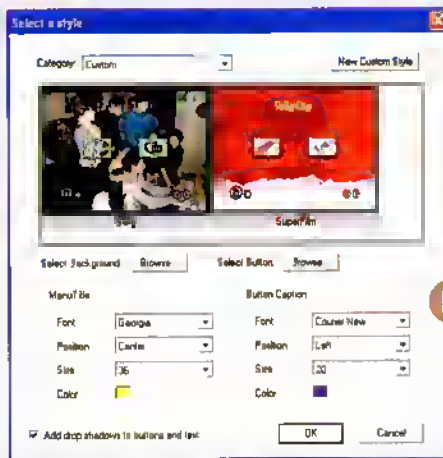 Select a style
Category: Custom New Custom Style
Superfilm
Select Background Browse Select Button Browse
Menu Title Button Caption
Font Georgia Font Courier New
Position Center Position Left
Size 36 Size 20
Color Color
Add drop shadows to buttons and text OK Cancel